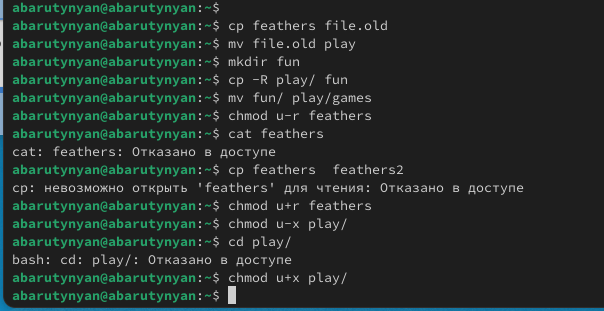 abarutynyan@abarutynyan:~$
abarutynyan@abarutynyan:~$ cp feathers file.old
abarutynyan@abarutynyan:~$ mv file.old play
abarutynyan@abarutynyan:~$ mkdir fun
abarutynyan@abarutynyan:~$ cp -R play/ fun
abarutynyan@abarutynyan:~$ mv fun/ play/games
abarutynyan@abarutynyan:~$ chmod u-r feathers
abarutynyan@abarutynyan:~$ cat feathers
cat: feathers: Отказано в доступе
abarutynyan@abarutynyan:~$ cp feathers  feathers2
cp: невозможно открыть 'feathers' для чтения: Отказано в доступе
abarutynyan@abarutynyan:~$ chmod u+r feathers
abarutynyan@abarutynyan:~$ chmod u-x play/
abarutynyan@abarutynyan:~$ cd play/
bash: cd: play/: Отказано в доступе
abarutynyan@abarutynyan:~$ chmod u+x play/
abarutynyan@abarutynyan:~$